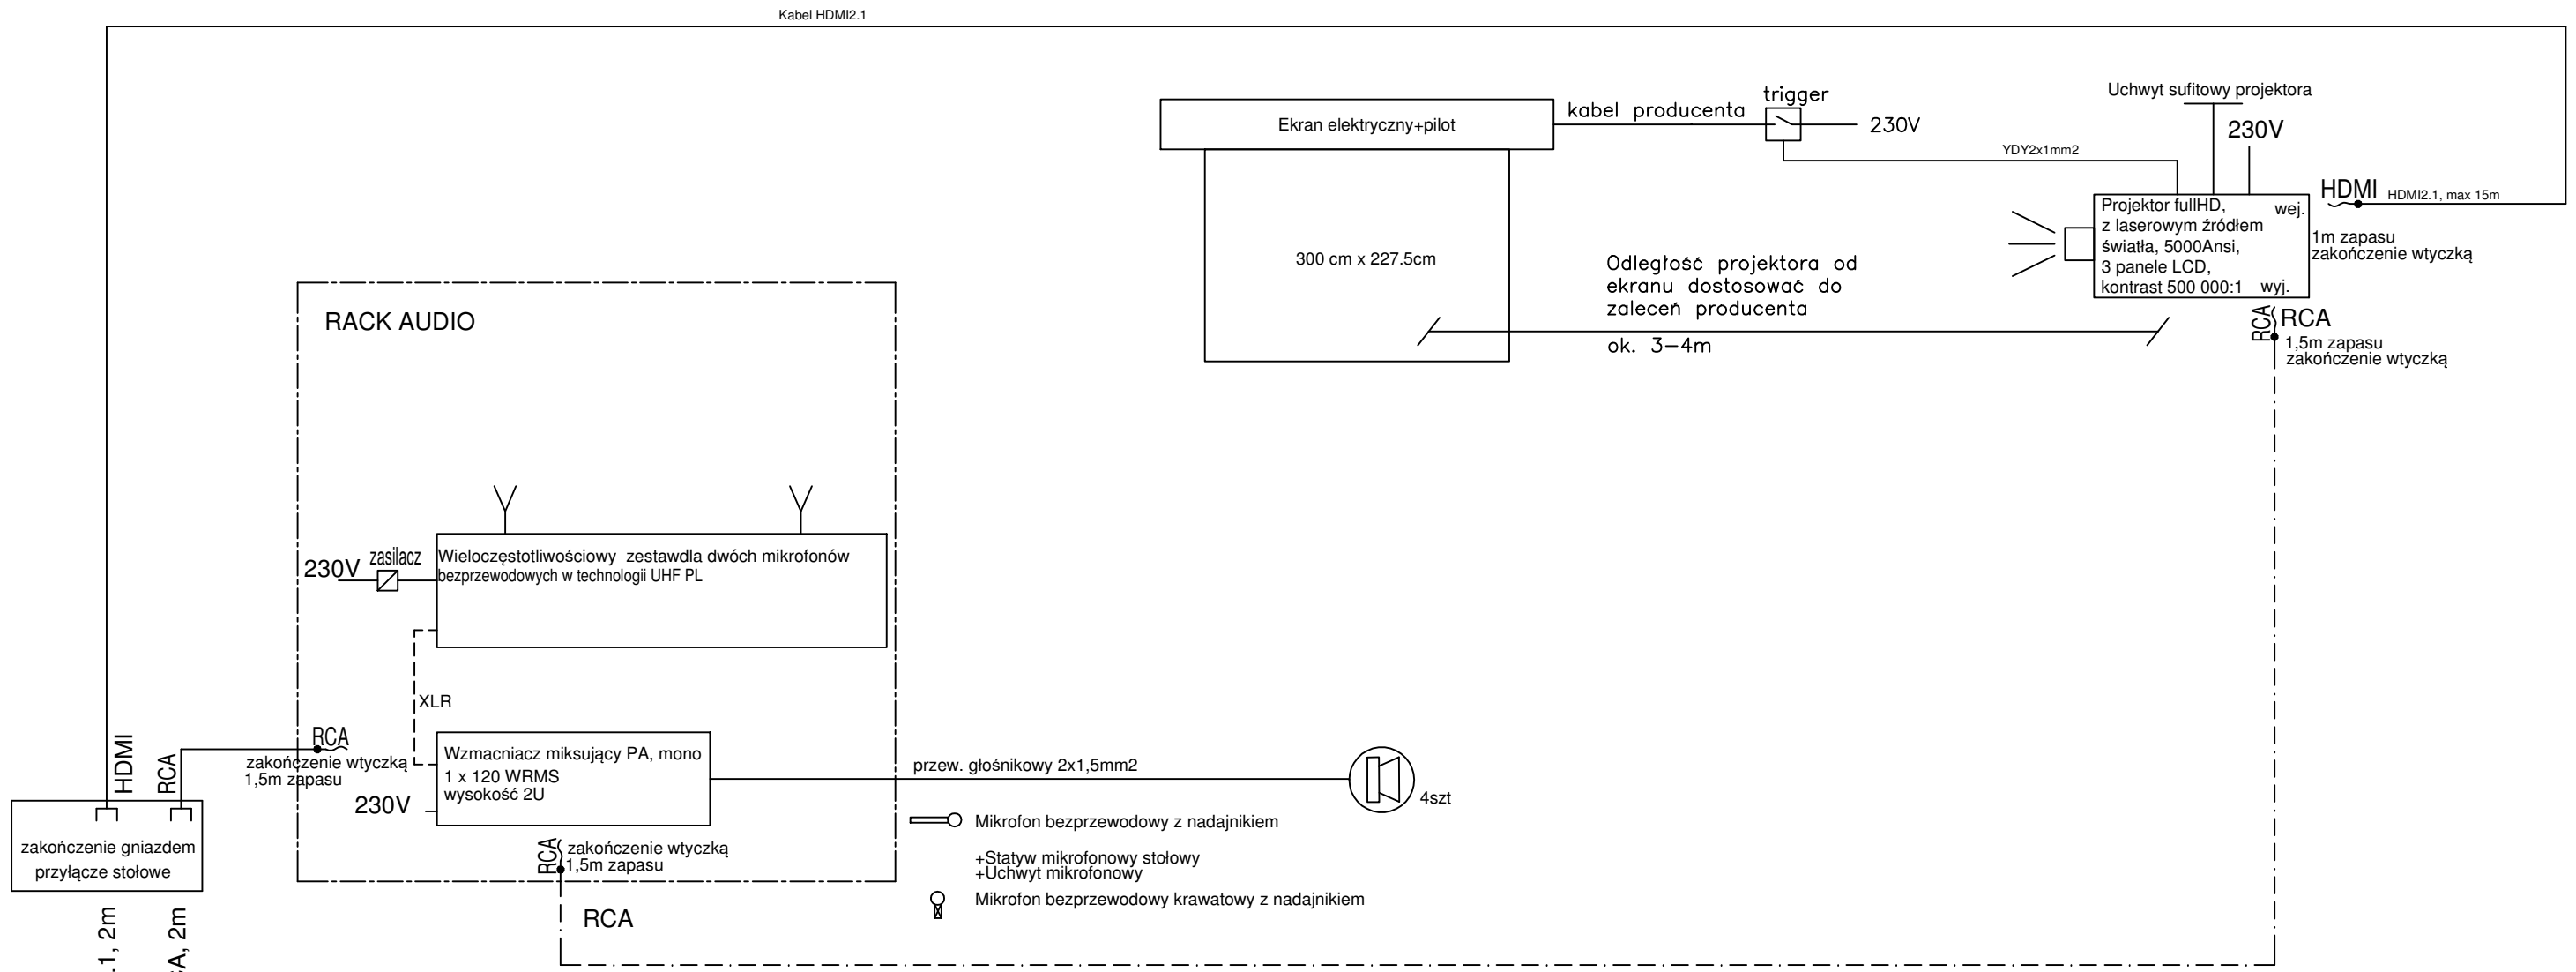 Kabel HDMI2.1
Ekran elektryczny+pilot
kabel producenta
trigger
230V
YDY2x1mm2
Uchwyt sufitowy projektora
230V
HDMI
HDMI2.1, max 15m
Projektor fullHD,
z laserowym źródłem
światła, 5000Ansi,
3 panele LCD,
kontrast 500 000:1
wej.
wyj.
1m zapasu
zakończenie wtyczką
300 cm x 227.5cm
Odległość projektora od
ekranu dostosować do
zaleceń producenta
ok. 3-4m
RCA
RCA
1,5m zapasu
zakończenie wtyczką
RACK AUDIO
230V
zasilacz
Wieloczęstotliwościowy zestawdla dwóch mikrofonów
bezprzewodowych w technologii UHF PL
XLR
HDMI
RCA
RCA
zakończenie wtyczką
1,5m zapasu
Wzmacniacz miksujący PA, mono
1 x 120 WRMS
wysokość 2U
230V
przew. głośnikowy 2x1,5mm2
4szt
zakończenie gniazdem
przyłącze stołowe
RCA
zakończenie wtyczką
1,5m zapasu
RCA
Mikrofon bezprzewodowy z nadajnikiem
+Statyw mikrofonowy stołowy
+Uchwyt mikrofonowy
Mikrofon bezprzewodowy krawatowy z nadajnikiem
.1, 2m
CA, 2m